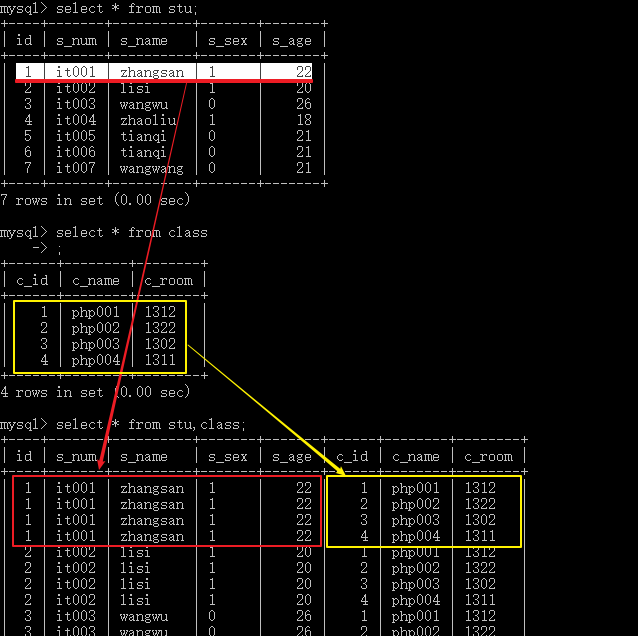 mysql> select * from stu;
| id | s_num | s_name | s_sex | s_age |
| 1 | it001 | zhangsan | 1 | 22 |
| 2 | it002 | lisi | 1 | 20 |
| 3 | it003 | wangwu | 0 | 26 |
| 4 | it004 | zhaoliu | 1 | 18 |
| 5 | it005 | tianqi | 0 | 21 |
| 6 | it006 | tianqi | 0 | 21 |
| 7 | it007 | wangwang | 0 | 21 |
7 rows in set (0.00 sec)
mysql> select * from class
-> ;
| c_id | c_name | c_room |
| 1 | php001 | 1312 |
| 2 | php002 | 1322 |
| 3 | php003 | 1302 |
| 4 | php004 | 1311 |
4 rows in set (0.00 sec)
mysql> select * from stu,class;
| id | s_num | s_name | s_sex | s_age | c_id | c_name | c_room |
| 1 | it001 | zhangsan | 1 | 22 | 1 | php001 | 1312 |
| 1 | it001 | zhangsan | 1 | 22 | 2 | php002 | 1322 |
| 1 | it001 | zhangsan | 1 | 22 | 3 | php003 | 1302 |
| 1 | it001 | zhangsan | 1 | 22 | 4 | php004 | 1311 |
| 2 | it002 | lisi | 1 | 20 | 1 | php001 | 1312 |
| 2 | it002 | lisi | 1 | 20 | 2 | php002 | 1322 |
| 2 | it002 | lisi | 1 | 20 | 3 | php003 | 1302 |
| 2 | it002 | lisi | 1 | 20 | 4 | php004 | 1311 |
| 3 | it003 | wangwu | 0 | 26 | 1 | php001 | 1312 |
| 3 | it003 | wangwu | 0 | 26 | 2 | php002 | 1322 |